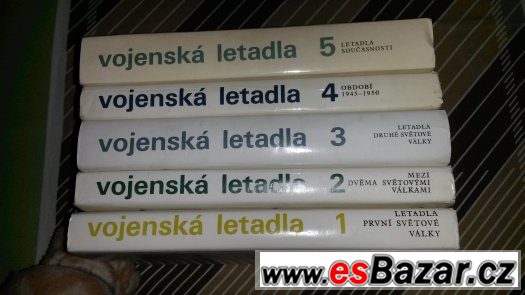 vojenská letadla 5 LETADLA
SOUČASNOSTI
vojenská letadla 4 OBDOBÍ
1945-1950
vojenská letadla 3 LETADLA
DRUHÉ SVĚTOVÉ
VÁLKY
vojenská letadla 2 MEZI
DVĚMA SVĚTOVÝMI
VÁLKAMI
vojenská letadla 1 LETADLA
PRVNÍ SVĚTOVÉ
VÁLKY
www.esBazar.cz